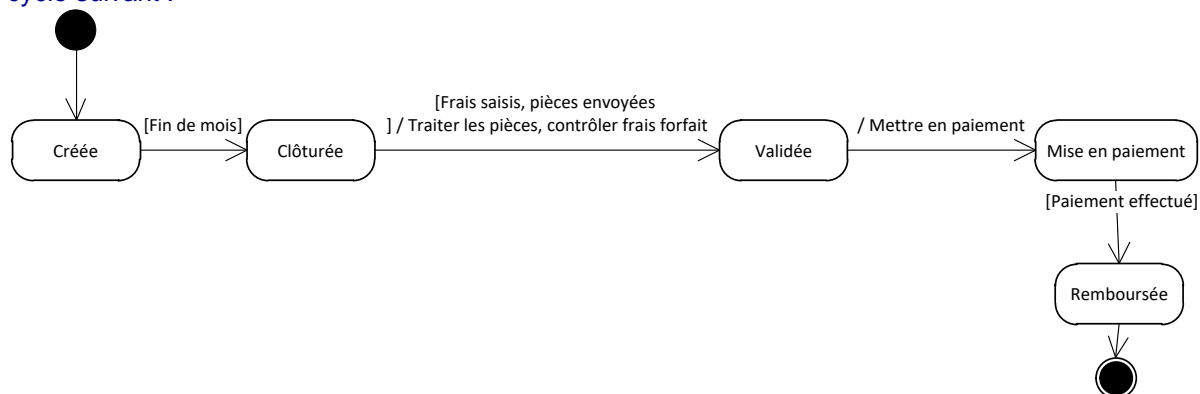 cycle suivant :
[Frais saisis, pièces envoyées
[Fin de mois]
] / Traiter les pièces, contrôler frais forfait
/ Mettre en paiement
Créée
Clôturée
Validée
Mise en paiement
[Paiement effectué]
Remboursée